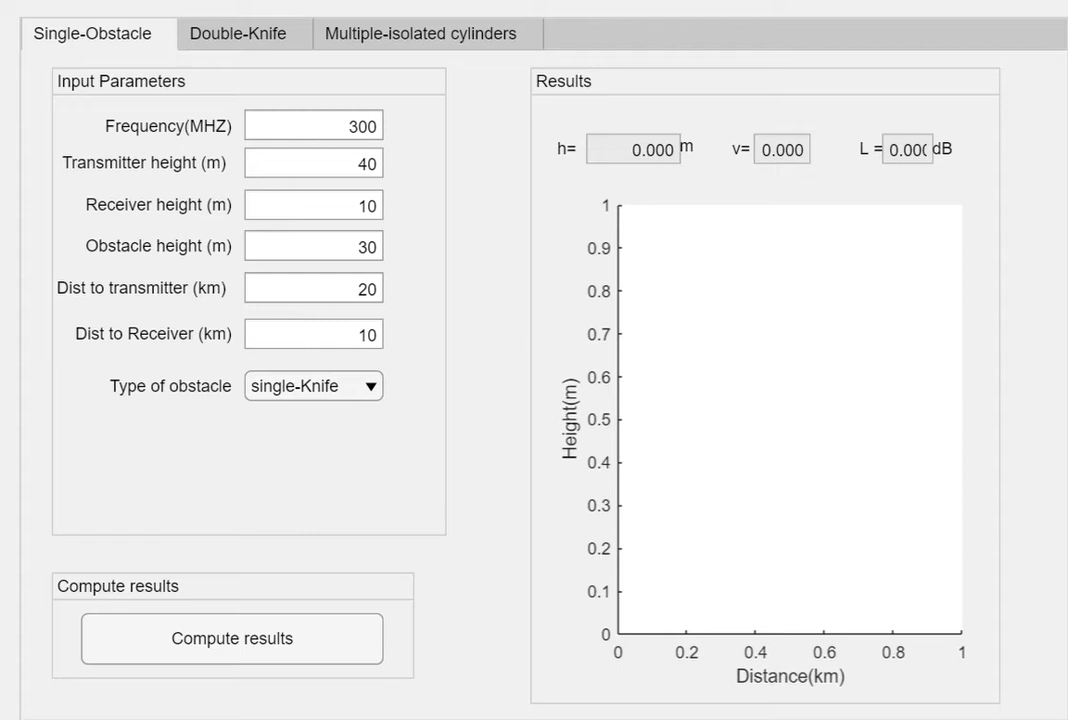 Single-Obstacle Double-Knife Multiple-isolated cylinders
Input Parameters
Frequency(MHZ) 300
Transmitter height (m) 40
Receiver height (m) 10
Obstacle height (m) 30
Dist to transmitter (km) 20
Dist to Receiver (km) 10
Type of obstacle single-Knife
Compute results
Compute results
Results
h= 0.000 m v= 0.000 L = 0.00 dB
1
0.9
0.8
0.7
0.6
0.5
0.4
0.3
0.2
0.1
0
Height(m)
0 0.2 0.4 0.6 0.8 1
Distance(km)